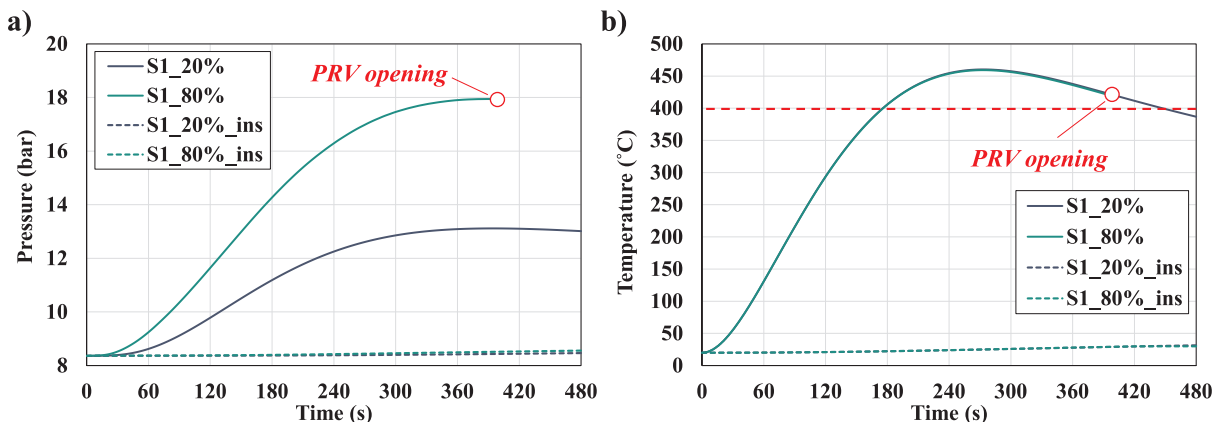 a)
Pressure (bar)
20
18
16
14
12
10
8
S1_20%
S1_80%
S1_20%_ins
S1_80%_ins
PRV opening
0 60 120 180 240 300 360 420 480
Time (s)
b)
Temperature (˚C)
500
450
400
350
300
250
200
150
100
50
0
PRV opening
S1_20%
S1_80%
S1_20%_ins
S1_80%_ins
0 60 120 180 240 300 360 420 480
Time (s)